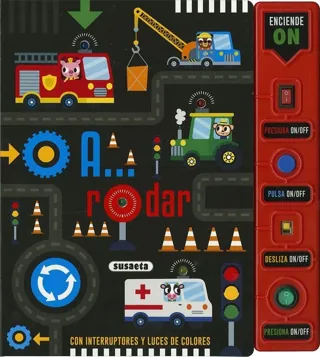 ENCIENDE
ON
PRESIONA ON/OFF
PULSA ON/OFF
DESLIZA ON/OFF
PRESIONA ON/OFF
A...
rodar
susaeta
CON INTERRUPTORES Y LUCES DE COLORES